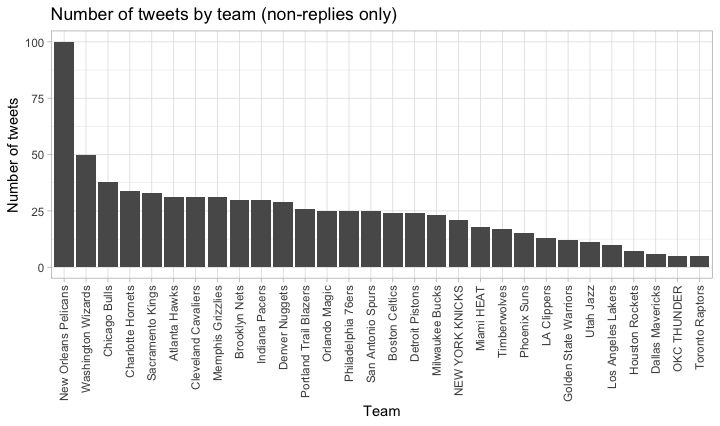 Number of tweets by team (non-replies only)
Number of tweets
100
75
50
25
0
New Orleans Pelicans
Washington Wizards
Chicago Bulls
Charlotte Hornets
Sacramento Kings
Atlanta Hawks
Cleveland Cavaliers
Memphis Grizzlies
Brooklyn Nets
Indiana Pacers
Denver Nuggets
Portland Trail Blazers
Orlando Magic
Philadelphia 76ers
San Antonio Spurs
Boston Celtics
Detroit Pistons
Milwaukee Bucks
NEW YORK KNICKS
Miami HEAT
Timberwolves
Phoenix Suns
LA Clippers
Golden State Warriors
Utah Jazz
Los Angeles Lakers
Houston Rockets
Dallas Mavericks
OKC THUNDER
Toronto Raptors
Team